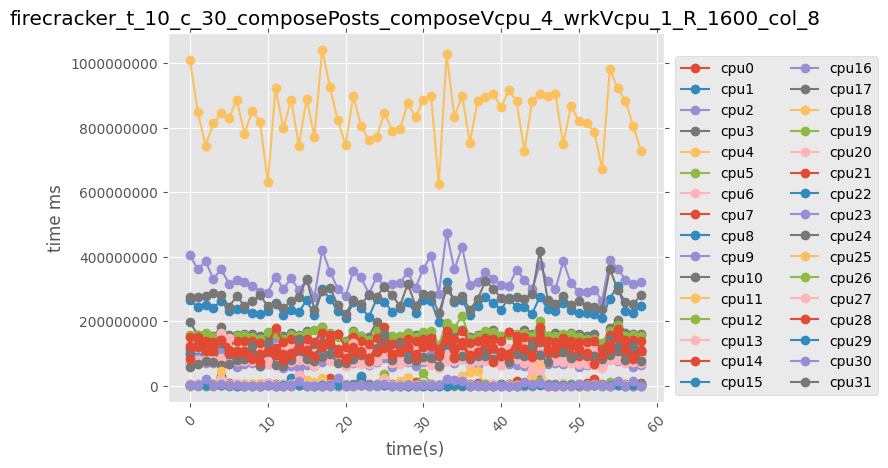 firecracker_t_10_c_30_composePosts_composeVcpu_4_wrkVcpu_1_R_1600_col_8
1000000000
800000000
600000000
400000000
200000000
0
time ms
0
10
20
30
40
50
60
time(s)
cpu0
cpu1
cpu2
cpu3
cpu4
cpu5
cpu6
cpu7
cpu8
cpu9
cpu10
cpu11
cpu12
cpu13
cpu14
cpu15
cpu16
cpu17
cpu18
cpu19
cpu20
cpu21
cpu22
cpu23
cpu24
cpu25
cpu26
cpu27
cpu28
cpu29
cpu30
cpu31